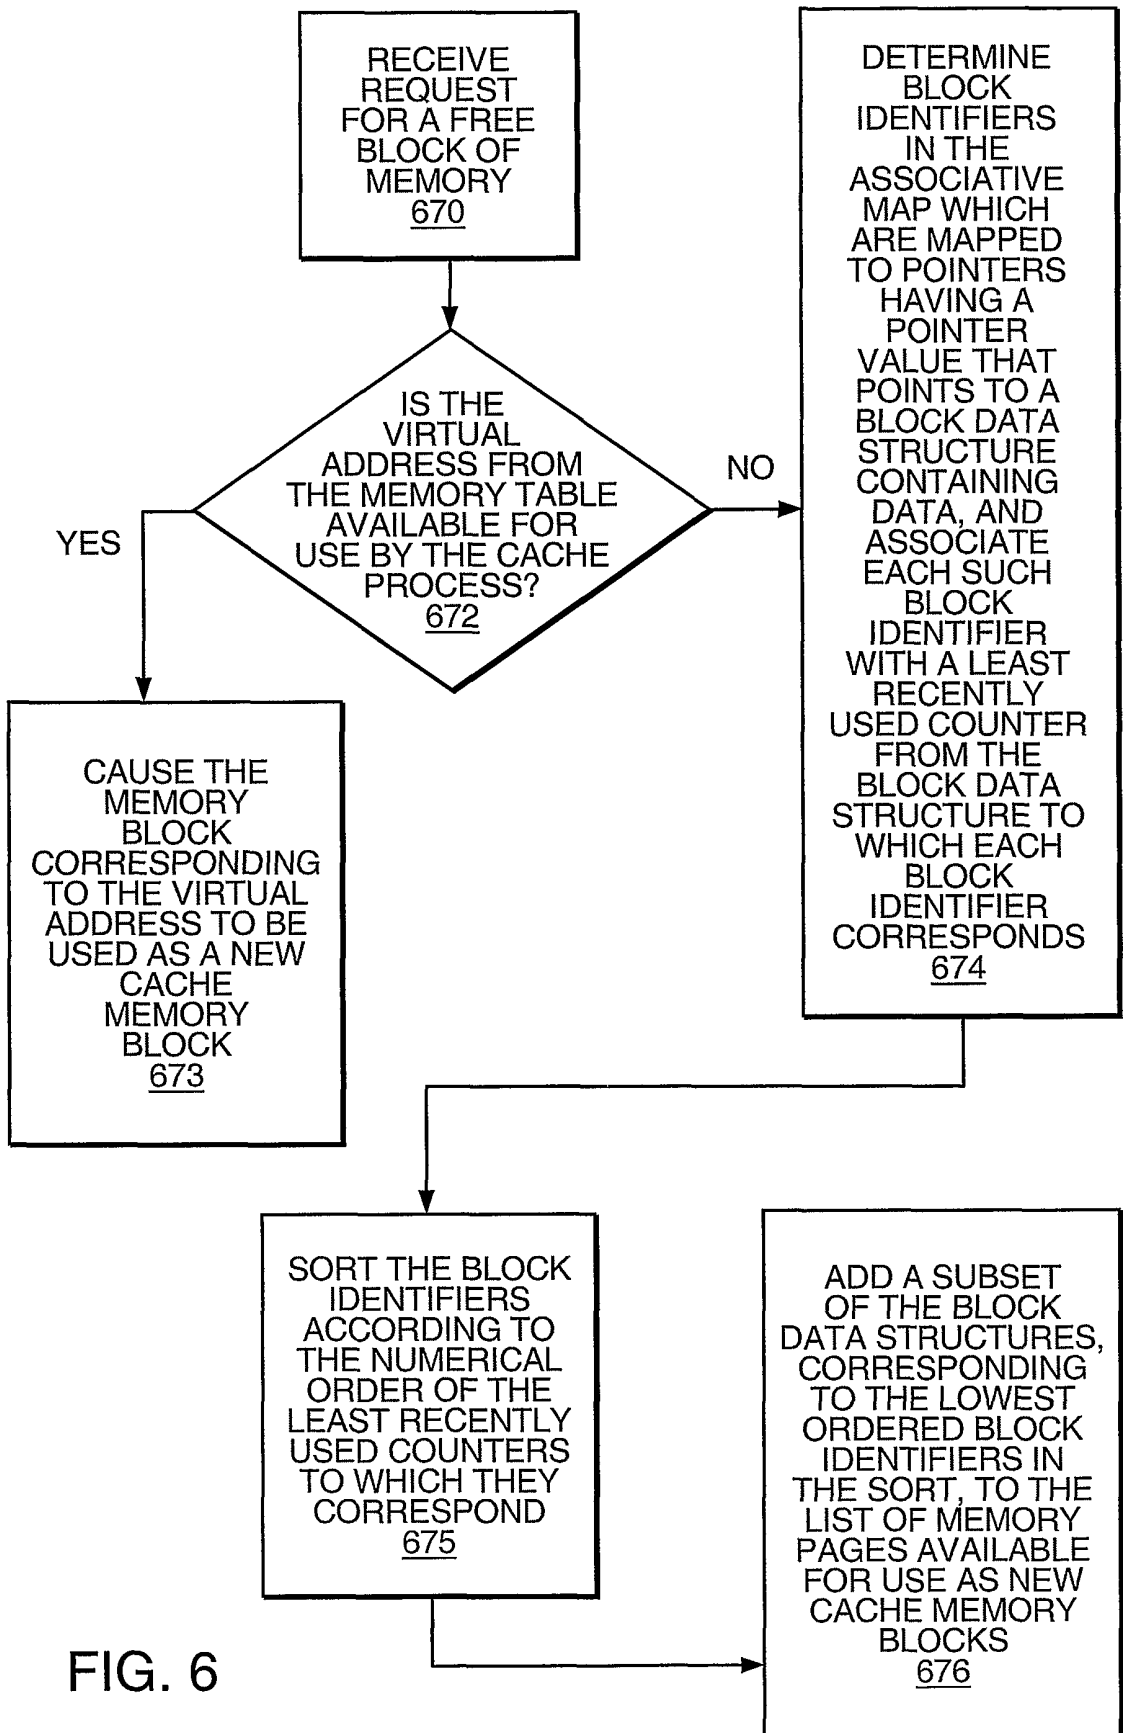 RECEIVE
REQUEST
FOR A FREE
BLOCK OF
MEMORY
670
IS THE
VIRTUAL
ADDRESS FROM
THE MEMORY TABLE
AVAILABLE FOR
USE BY THE CACHE
PROCESS?
672
YES
NO
CAUSE THE
MEMORY
BLOCK
CORRESPONDING
TO THE VIRTUAL
ADDRESS TO BE
USED AS A NEW
CACHE
MEMORY
BLOCK
673
DETERMINE
BLOCK
IDENTIFIERS
IN THE
ASSOCIATIVE
MAP WHICH
ARE MAPPED
TO POINTERS
HAVING A
POINTER
VALUE THAT
POINTS TO A
BLOCK DATA
STRUCTURE
CONTAINING
DATA, AND
ASSOCIATE
EACH SUCH
BLOCK
IDENTIFIER
WITH A LEAST
RECENTLY
USED COUNTER
FROM THE
BLOCK DATA
STRUCTURE TO
WHICH EACH
BLOCK
IDENTIFIER
CORRESPONDS
674
SORT THE BLOCK
IDENTIFIERS
ACCORDING TO
THE NUMERICAL
ORDER OF THE
LEAST RECENTLY
USED COUNTERS
TO WHICH THEY
CORRESPOND
675
ADD A SUBSET
OF THE BLOCK
DATA STRUCTURES,
CORRESPONDING
TO THE LOWEST
ORDERED BLOCK
IDENTIFIERS IN
THE SORT, TO THE
LIST OF MEMORY
PAGES AVAILABLE
FOR USE AS NEW
CACHE MEMORY
BLOCKS
676
FIG. 6